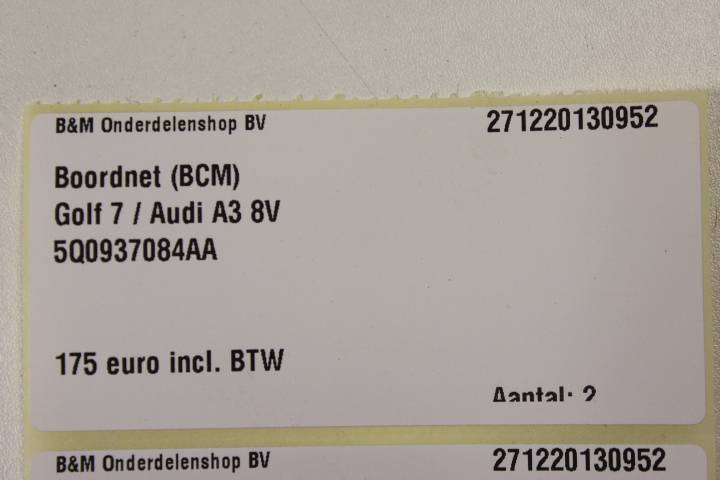 B&M Onderdelenshop BV 271220130952
Boordnet (BCM)
Golf 7 / Audi A3 8V
5Q0937084AA
175 euro incl. BTW
Aantal: 2
B&M Onderdelenshop BV 271220130952